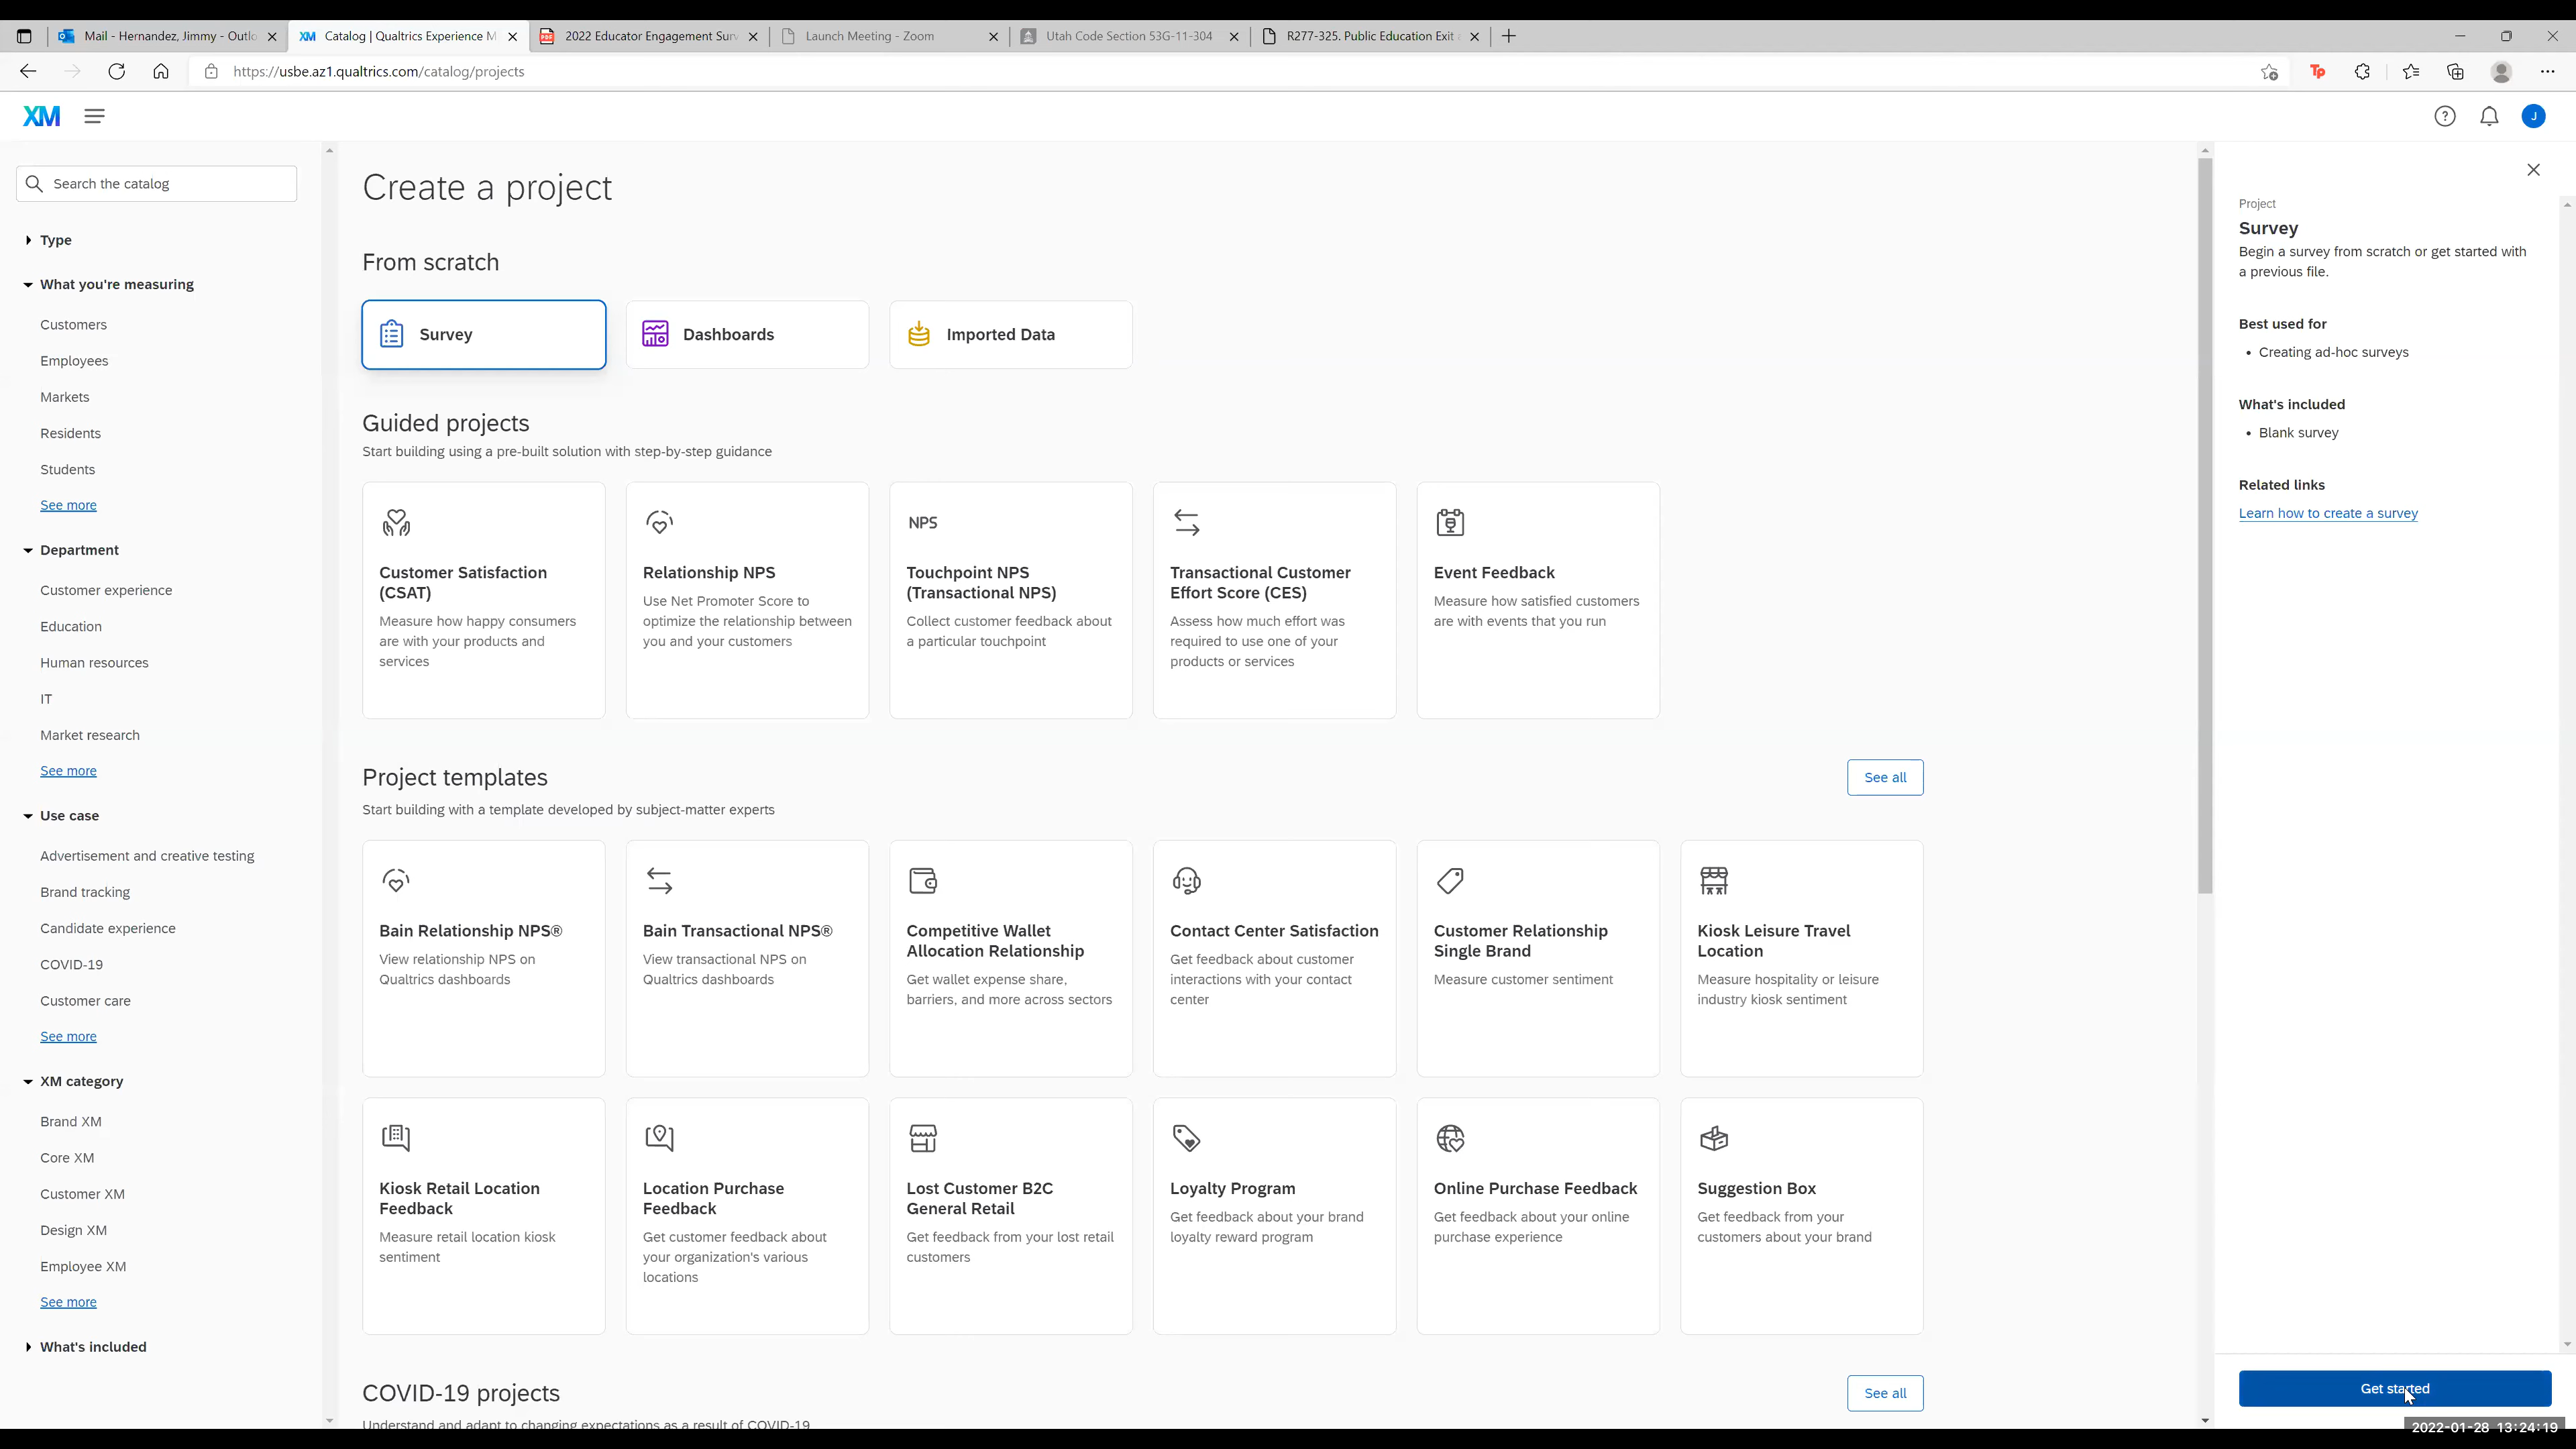 Mail - Hernandez, Jimmy - Outlo
XM Catalog | Qualtrics Experience M
PDF 2022 Educator Engagement Surv
Launch Meeting - Zoom
Utah Code Section 53G-11-304
R277-325. Public Education Exit
https://usbe.az1.qualtrics.com/catalog/projects
Tp
XM
?
J
Search the catalog
Type
What you're measuring
Customers
Employees
Markets
Residents
Students
See more
Department
Customer experience
Education
Human resources
IT
Market research
See more
Use case
Advertisement and creative testing
Brand tracking
Candidate experience
COVID-19
Customer care
See more
XM category
Brand XM
Core XM
Customer XM
Design XM
Employee XM
See more
What's included
Create a project
From scratch
Survey
Dashboards
Imported Data
Guided projects
Start building using a pre-built solution with step-by-step guidance
Customer Satisfaction
(CSAT)
Measure how happy consumers
are with your products and
services
Relationship NPS
Use Net Promoter Score to
optimize the relationship between
you and your customers
NPS
Touchpoint NPS
(Transactional NPS)
Collect customer feedback about
a particular touchpoint
Transactional Customer
Effort Score (CES)
Assess how much effort was
required to use one of your
products or services
Event Feedback
Measure how satisfied customers
are with events that you run
Project templates
See all
Start building with a template developed by subject-matter experts
Bain Relationship NPS®
View relationship NPS on
Qualtrics dashboards
Bain Transactional NPS®
View transactional NPS on
Qualtrics dashboards
Competitive Wallet
Allocation Relationship
Get wallet expense share,
barriers, and more across sectors
Contact Center Satisfaction
Get feedback about customer
interactions with your contact
center
Customer Relationship
Single Brand
Measure customer sentiment
Kiosk Leisure Travel
Location
Measure hospitality or leisure
industry kiosk sentiment
Kiosk Retail Location
Feedback
Measure retail location kiosk
sentiment
Location Purchase
Feedback
Get customer feedback about
your organization's various
locations
Lost Customer B2C
General Retail
Get feedback from your lost retail
customers
Loyalty Program
Get feedback about your brand
loyalty reward program
Online Purchase Feedback
Get feedback about your online
purchase experience
Suggestion Box
Get feedback from your
customers about your brand
COVID-19 projects
See all
Understand and adapt to changing expectations as a result of COVID-19
Project
Survey
Begin a survey from scratch or get started with
a previous file.
Best used for
• Creating ad-hoc surveys
What's included
• Blank survey
Related links
Learn how to create a survey
Get started
2022-01-28 13:24:19